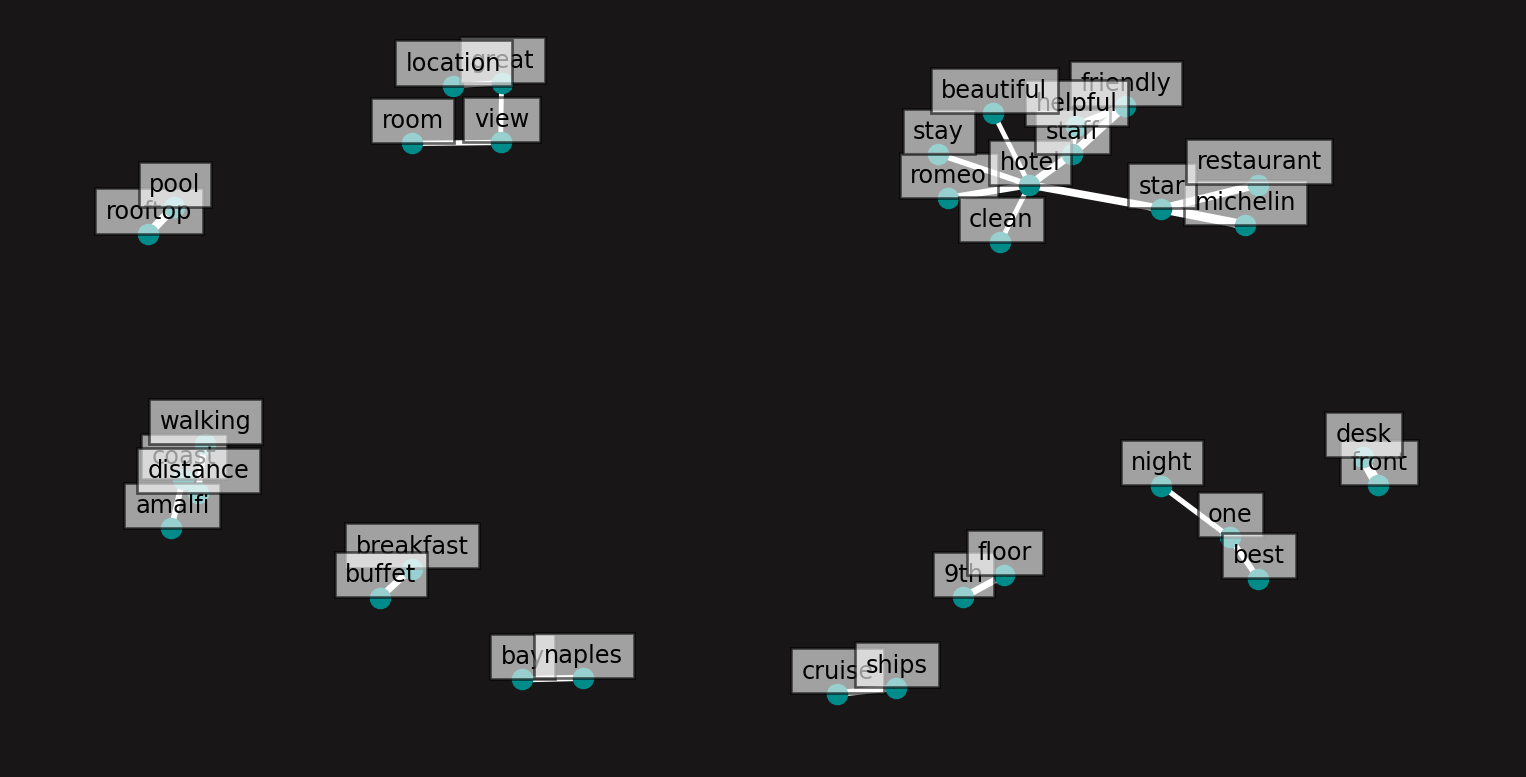 location
great
room
view
pool
rooftop
beautiful
friendly
helpful
stay
staff
hotel
romeo
clean
star
restaurant
michelin
walking
coast
distance
amalfi
breakfast
buffet
bay
naples
cruise
ships
9th
floor
night
one
best
desk
front